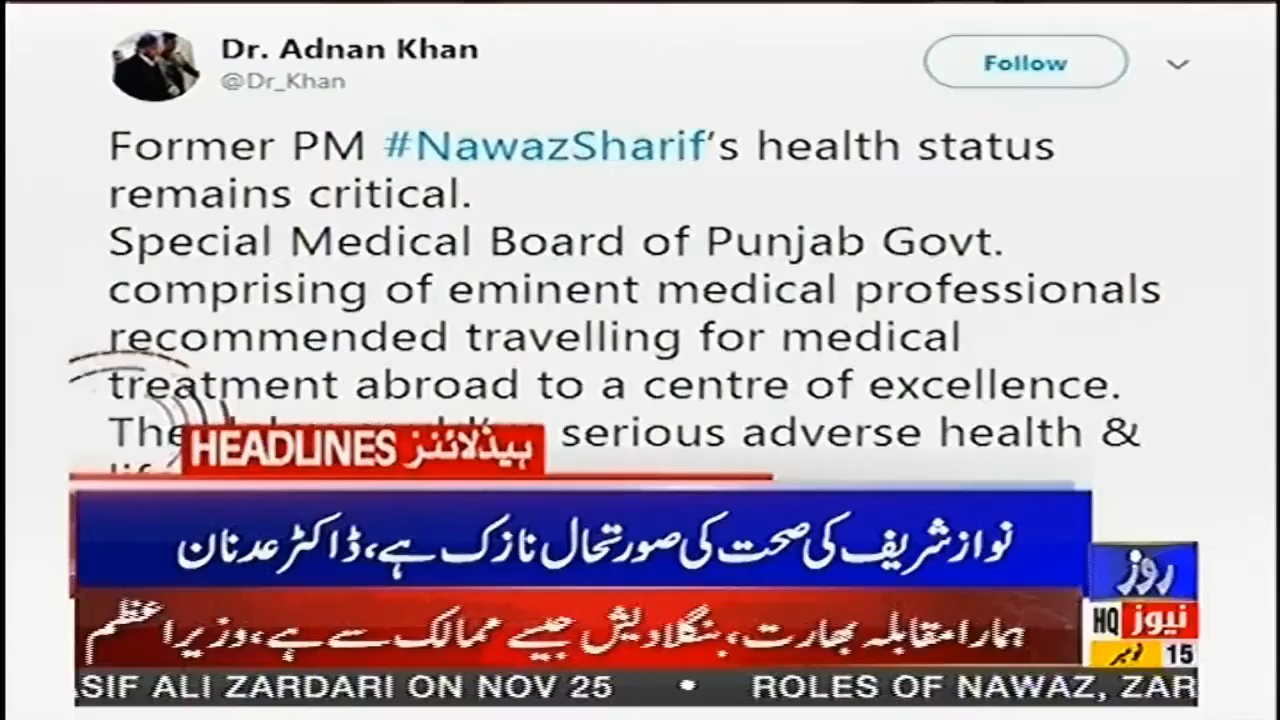 Dr. Adnan Khan
@Dr_Khan
Follow
Former PM #NawazSharif's health status
remains critical.
Special Medical Board of Punjab Govt.
comprising of eminent medical professionals
recommended travelling for medical
treatment abroad to a centre of excellence.
The serious adverse health &
HEADLINES ہیڈلائنز
نواز شریف کی صحت کی صورتحال نازک ہے، ڈاکٹر عدنان
ہمارا مقابلہ بھارت، بنگلادیش جیسے ممالک سے ہے، وزیراعظم
روز
HQ نیوز
15 نومبر
ASIF ALI ZARDARI ON NOV 25 • ROLES OF NAWAZ, ZAR